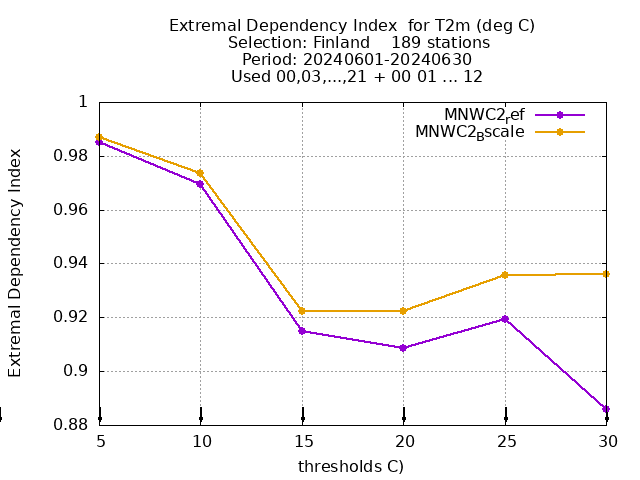 Extremal Dependency Index  for T2m (deg C)
Selection: Finland    189 stations
Period: 20240601-20240630
Used 00,03,...,21 + 00 01 ... 12
MNWC2ref
MNWC2Bscale
Extremal Dependency Index
1
0.98
0.96
0.94
0.92
0.9
0.88
5 10 15 20 25 30
thresholds C)